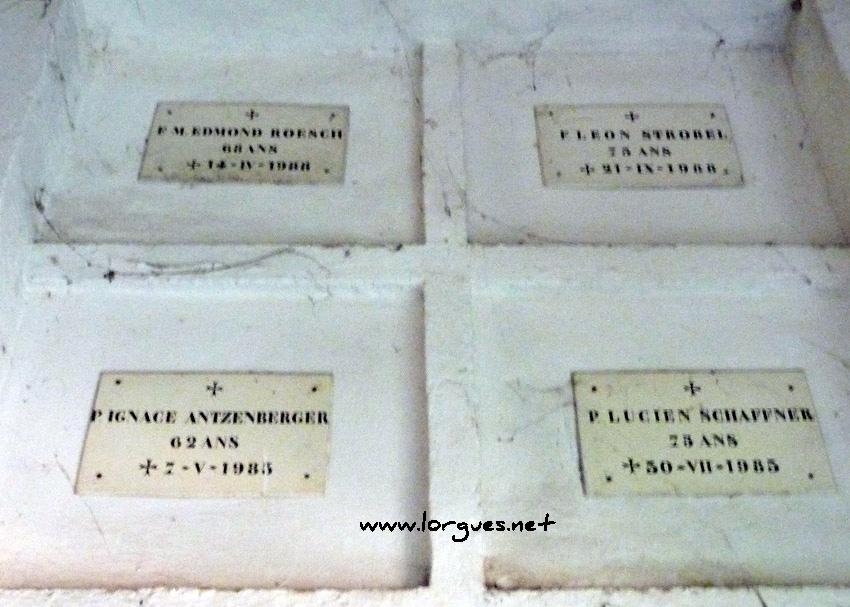 ✠
F M. EDMOND ROESCH
68 ANS
✠ 14-IV-1988
✠
F. LEON STROBEL
75 ANS
✠ 21-IX-1988
✠
P IGNACE ANTZENBERGER
62 ANS
✠ 7-V-1985
✠
P. LUCIEN SCHAFFNER
75 ANS
✠ 30-VII-1985
www.lorgues.net